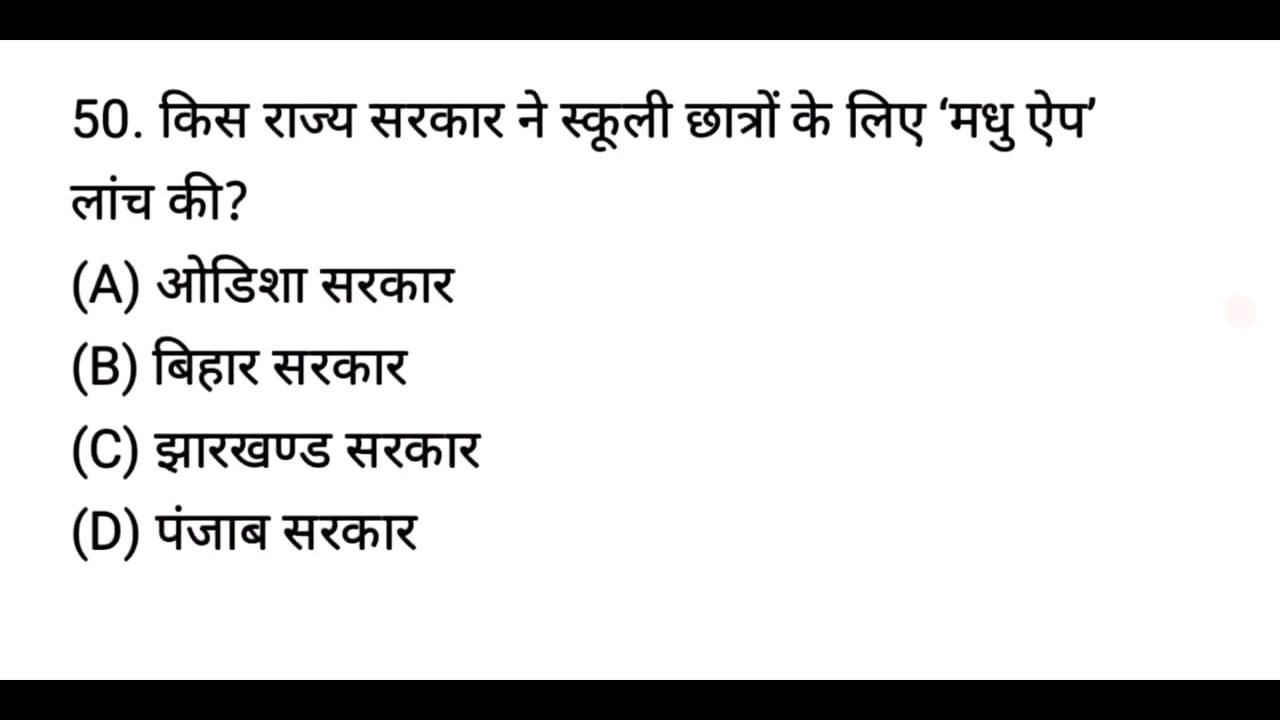 50. किस राज्य सरकार ने स्कूली छात्रों के लिए ‘मधु ऐप’
लांच की?
(A) ओडिशा सरकार
(B) बिहार सरकार
(C) झारखण्ड सरकार
(D) पंजाब सरकार